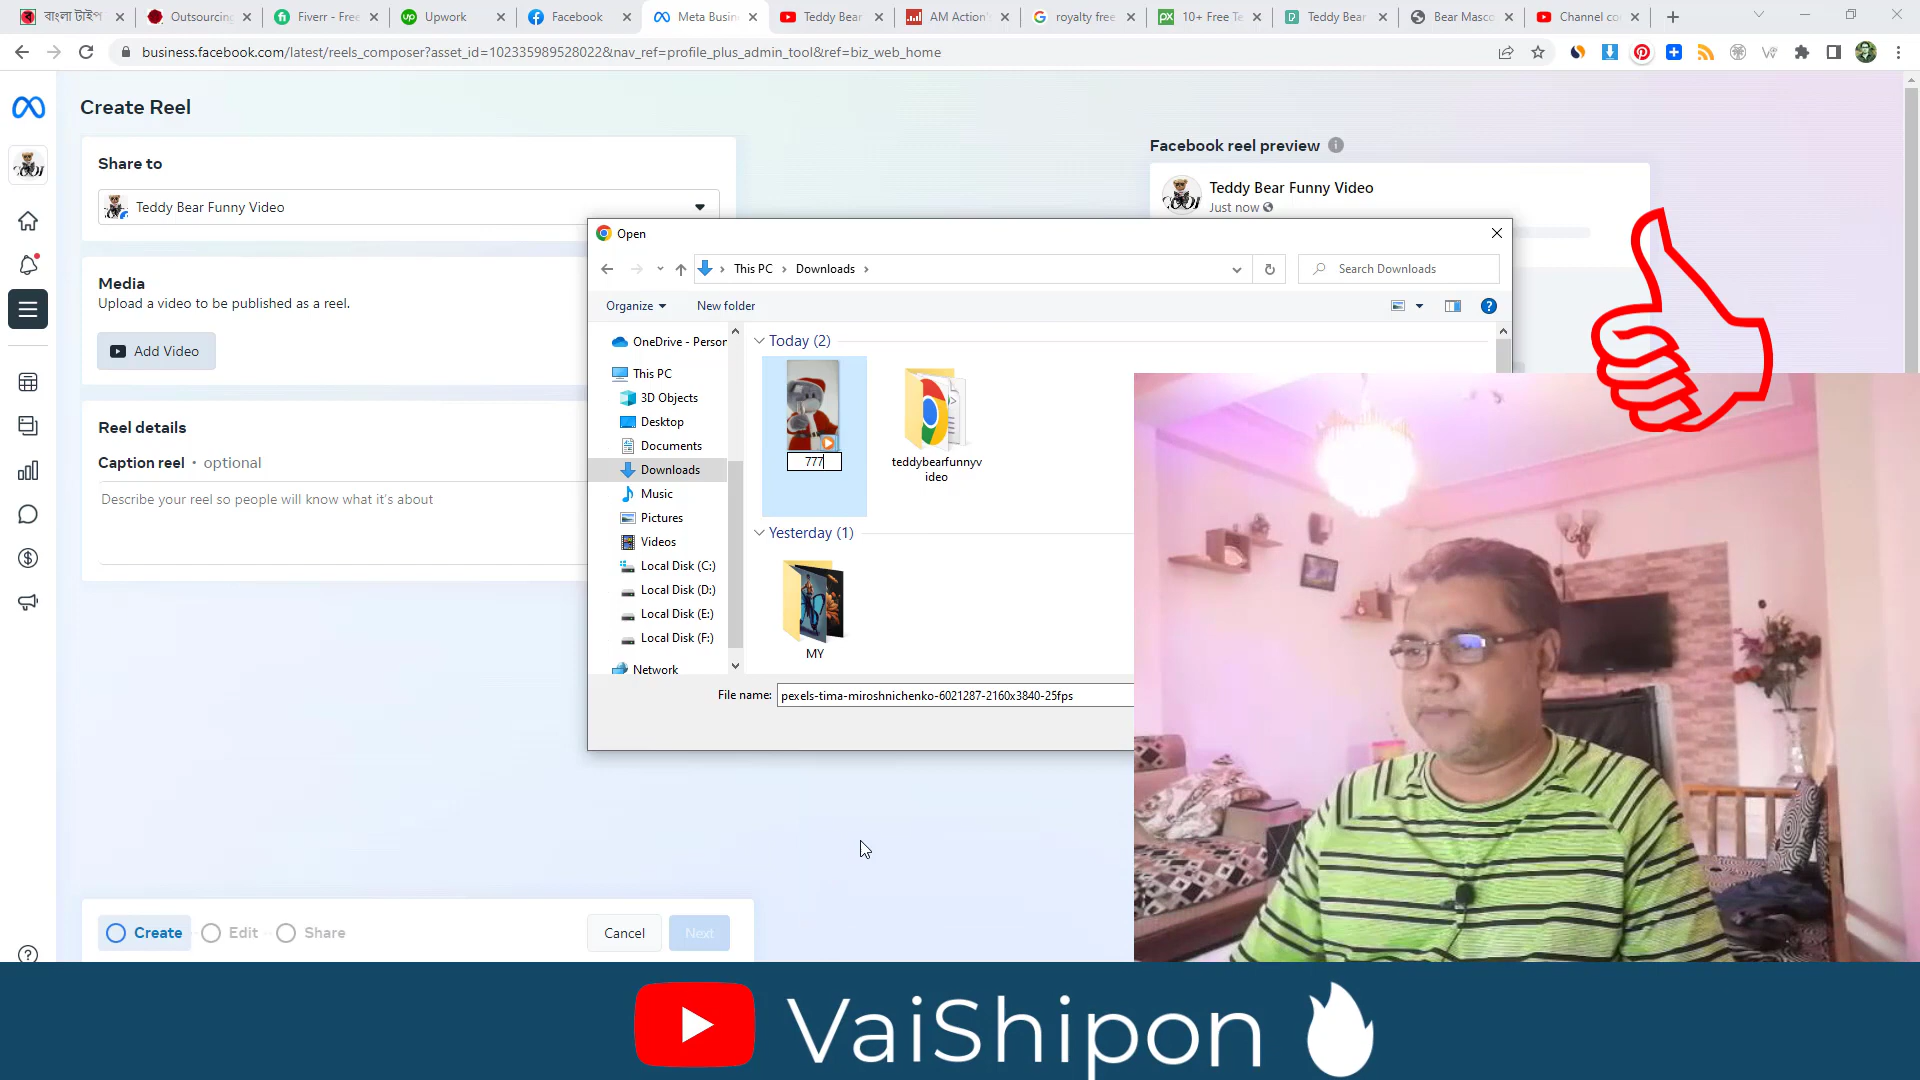 বাংলা টাইপ
Outsourcing
Fiverr - Free
Upwork
Facebook
Meta Busin
Teddy Bear
AM Action'
royalty free
10+ Free Te
Teddy Bear
Bear Masco
Channel co
business.facebook.com/latest/reels_composer?asset_id=102335989528022&nav_ref=profile_plus_admin_tool&ref=biz_web_home
Create Reel
Share to
Teddy Bear Funny Video
Media
Upload a video to be published as a reel.
Add Video
Reel details
Caption reel • optional
Describe your reel so people will know what it's about
Create
Edit
Share
Cancel
Next
Facebook reel preview
Teddy Bear Funny Video
Just now
Open
This PC
Downloads
Search Downloads
Organize
New folder
OneDrive - Person
This PC
3D Objects
Desktop
Documents
Downloads
Music
Pictures
Videos
Local Disk (C:)
Local Disk (D:)
Local Disk (E:)
Local Disk (F:)
Network
Today (2)
777
teddybearfunnyv
ideo
Yesterday (1)
MY
File name:
pexels-tima-miroshnichenko-6021287-2160x3840-25fps
VaiShipon